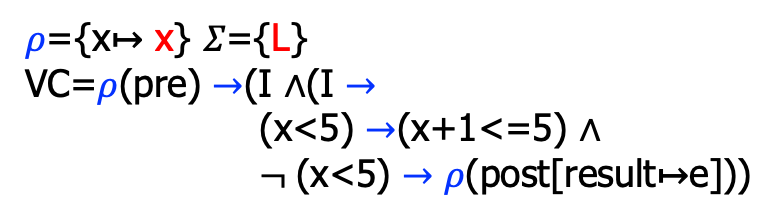 ρ={x↦ x} Σ={L}
VC=ρ(pre) →(I ∧(I →
(x<5) →(x+1<=5) ∧
¬ (x<5) → ρ(post[result↦e]))